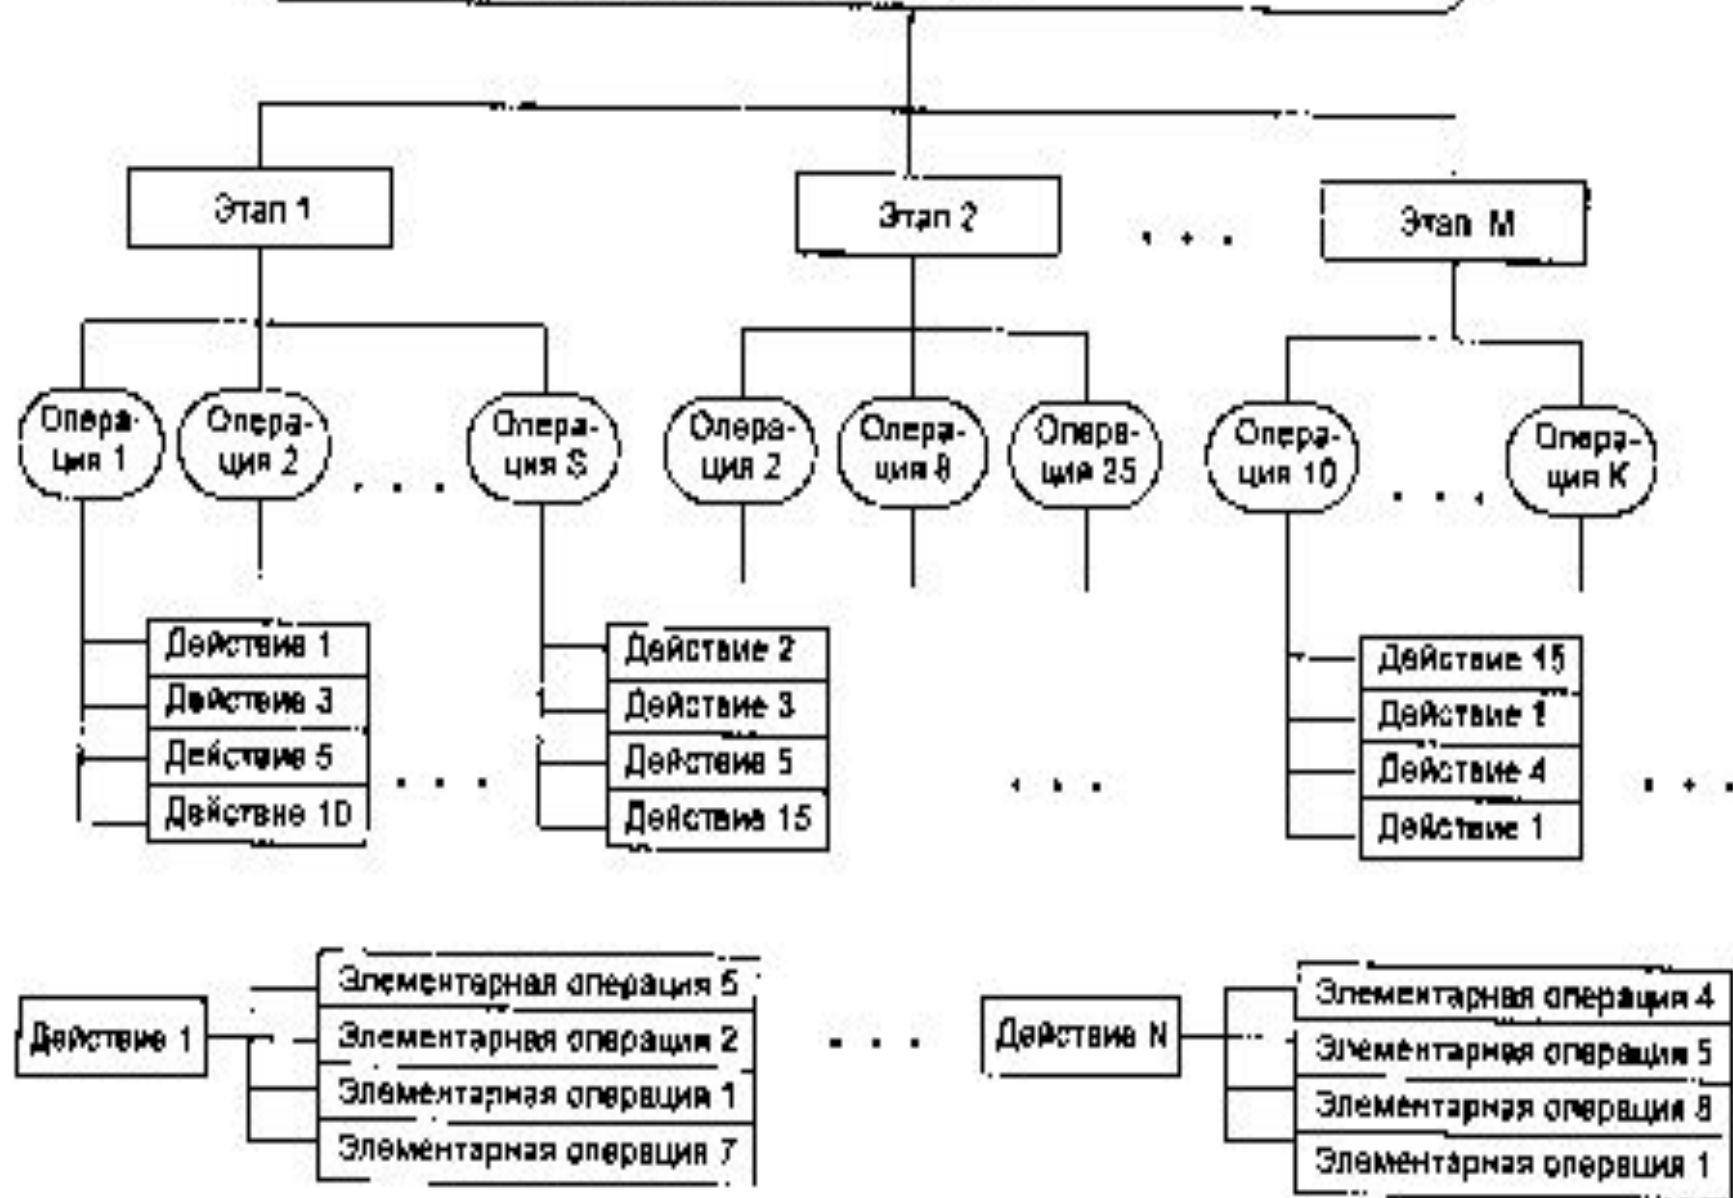 Этап 1
Этап 2
. . .
Этап M
Опера-
ция 1
Опера-
ция 2
. . .
Опера-
ция S
Опера-
ция 2
Опера-
ция 8
Опера-
ция 25
Опера-
ция 10
. . .
Опера-
ция K
Действие 1
Действие 3
Действие 5
Действие 10
. . .
Действие 2
Действие 3
Действие 5
Действие 15
. . .
Действие 15
Действие
Действие 4
Действие 1
. . .
Действие 1
Элементарная операция 5
Элементарная операция 2
Элементарная операция 1
Элементарная операция 7
. . .
Действие N
Элементарная операция 4
Элементарная операция 5
Элементарная операция 8
Элементарная операция 1